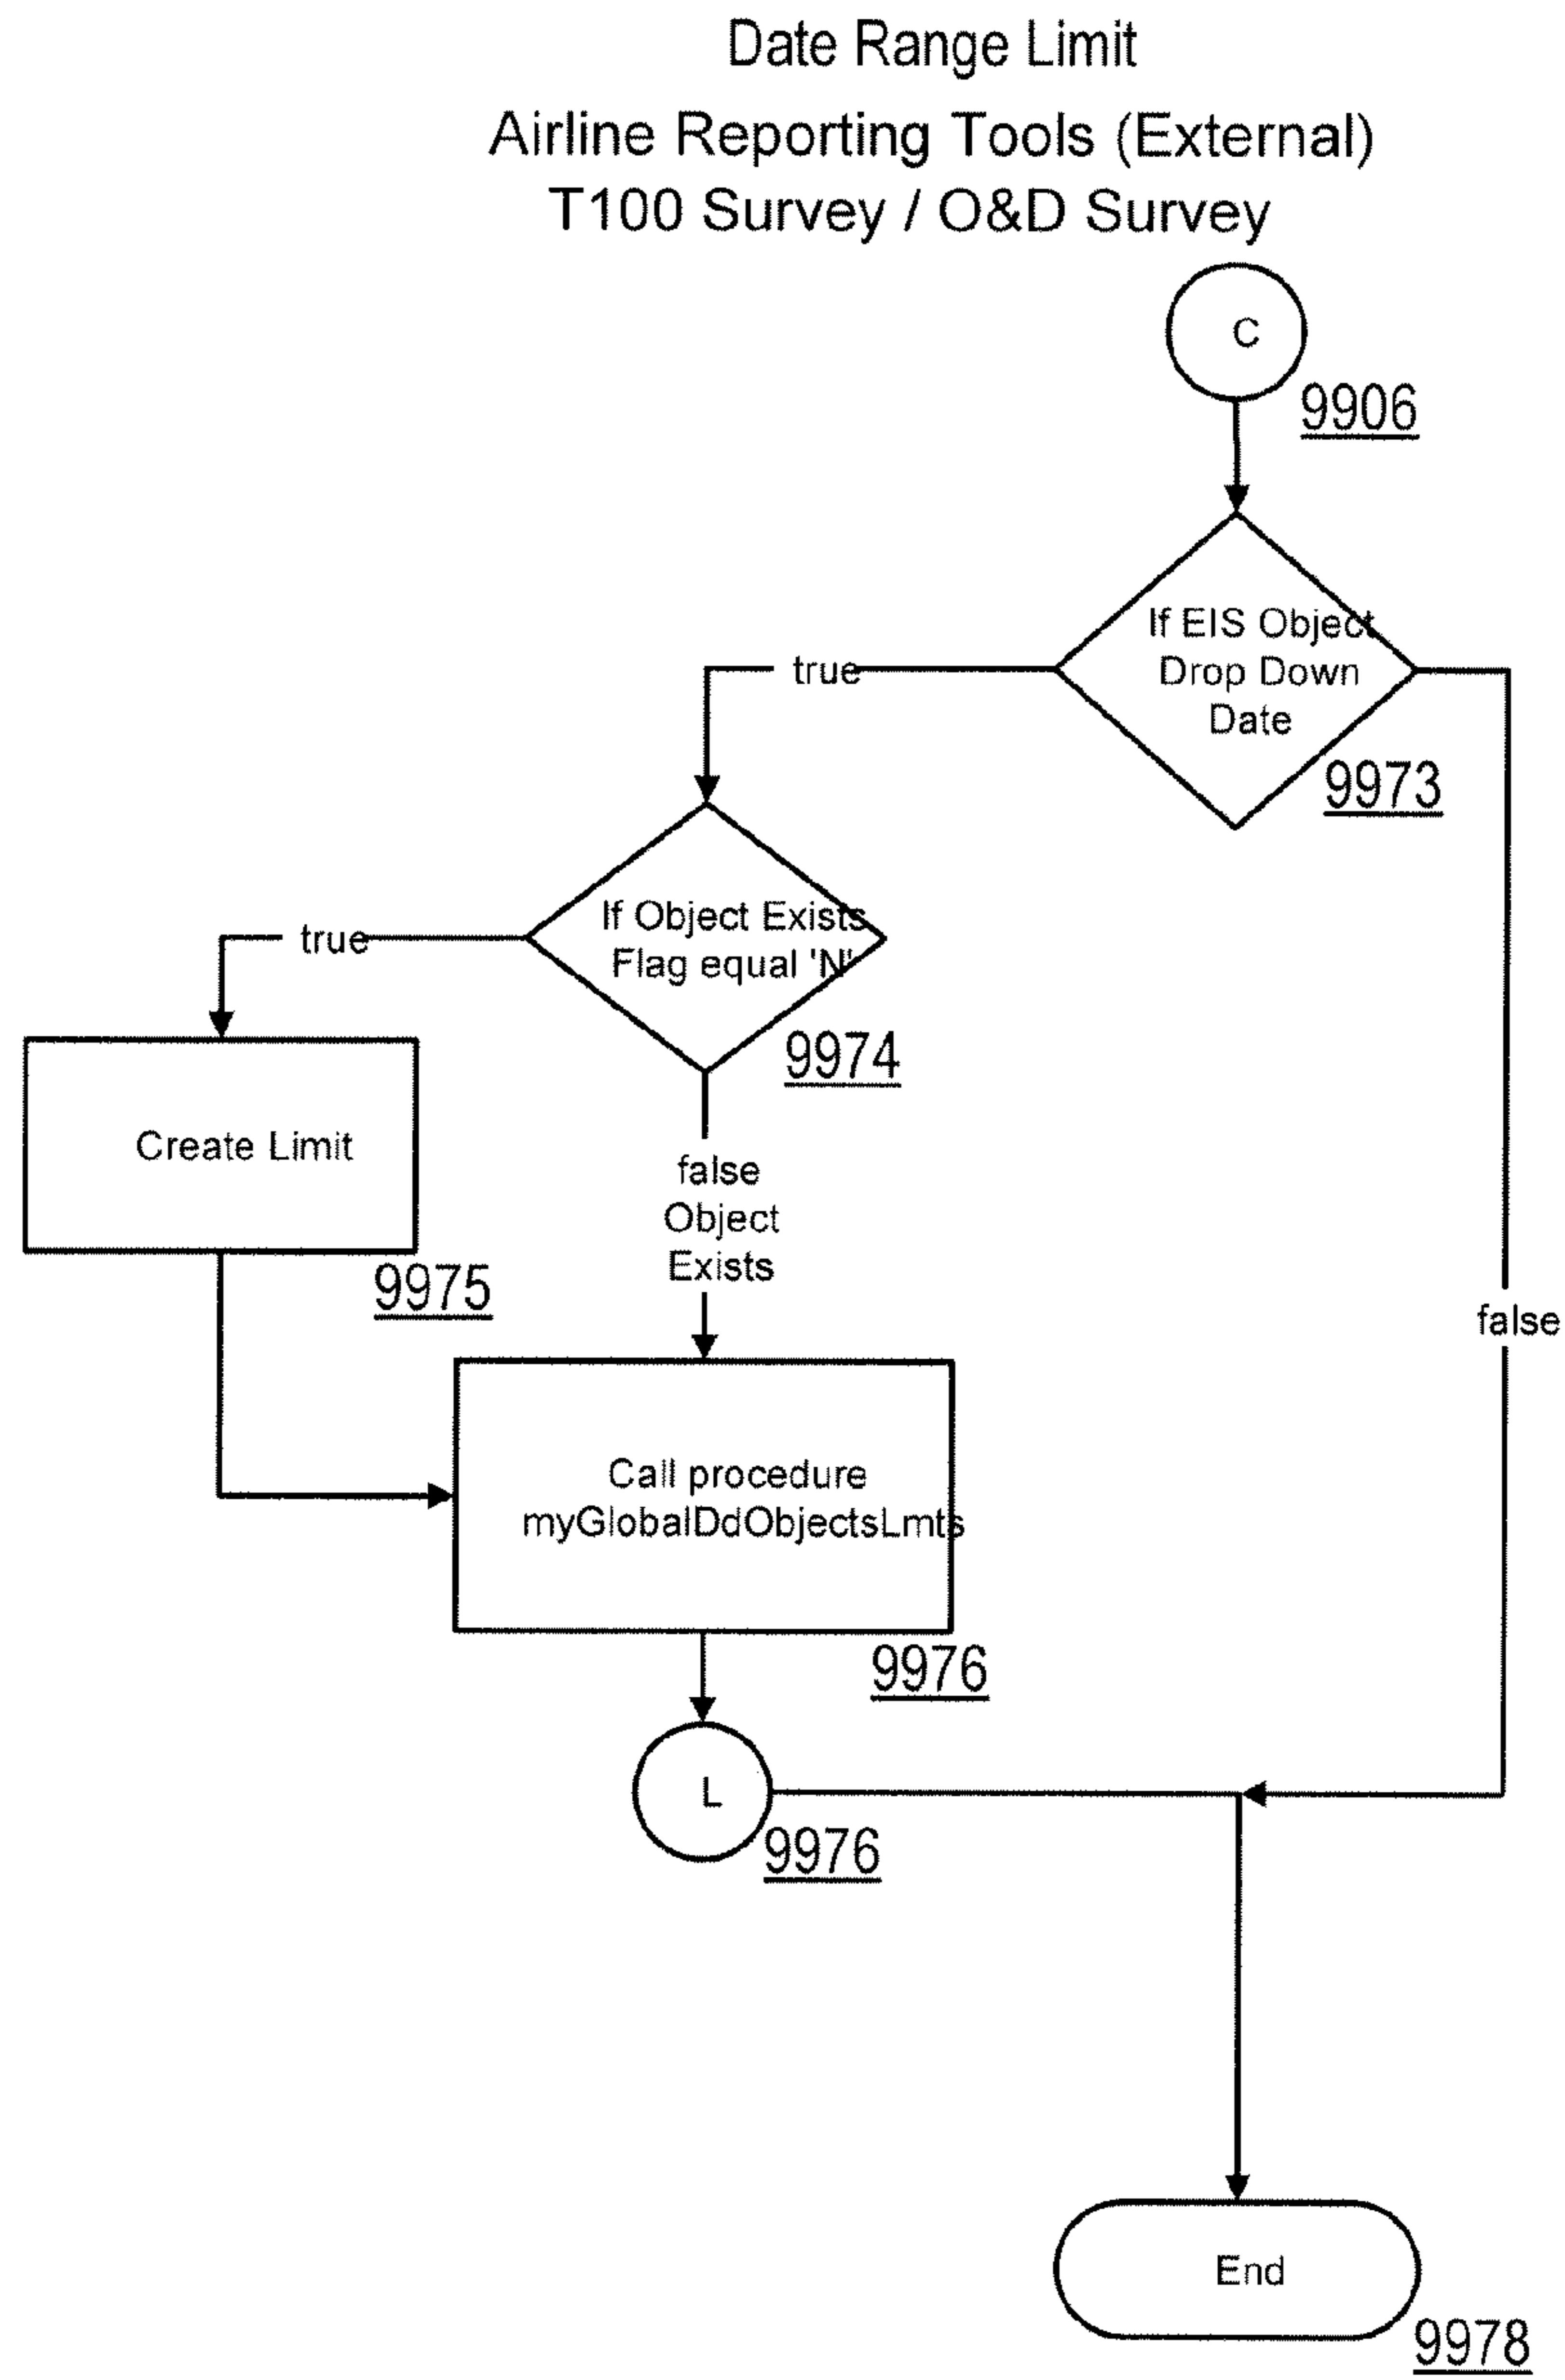 Date Range Limit
Airline Reporting Tools (External)
T100 Survey / O&D Survey
C
9906
If EIS Object
Drop Down
Date
9973
true
If Object Exists
Flag equal 'N'
9974
true
Create Limit
9975
false
Object
Exists
false
Call procedure
myGlobalDdObjectsLmts
9976
L
9976
End
9978